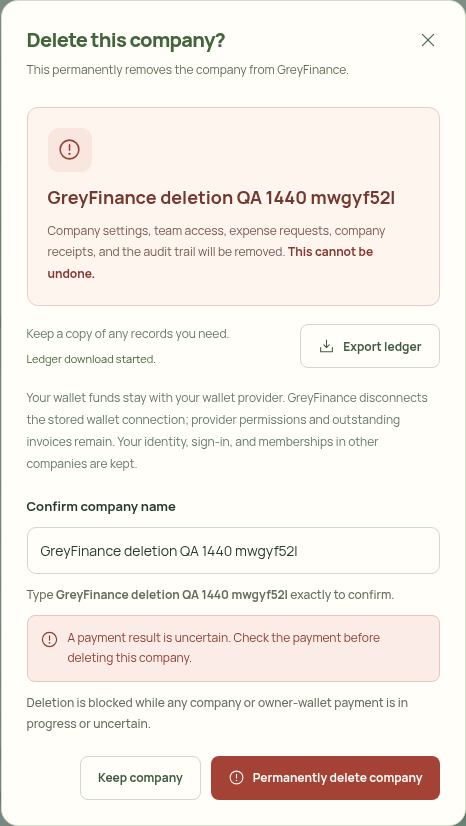 Delete this company?
This permanently removes the company from GreyFinance.
GreyFinance deletion QA 1440 mwgyf52l
Company settings, team access, expense requests, company
receipts, and the audit trail will be removed. This cannot be
undone.
Keep a copy of any records you need.
Ledger download started.
Export ledger
Your wallet funds stay with your wallet provider. GreyFinance disconnects
the stored wallet connection; provider permissions and outstanding
invoices remain. Your identity, sign-in, and memberships in other
companies are kept.
Confirm company name
GreyFinance deletion QA 1440 mwgyf52l
Type GreyFinance deletion QA 1440 mwgyf52l exactly to confirm.
A payment result is uncertain. Check the payment before
deleting this company.
Deletion is blocked while any company or owner-wallet payment is in
progress or uncertain.
Keep company
Permanently delete company